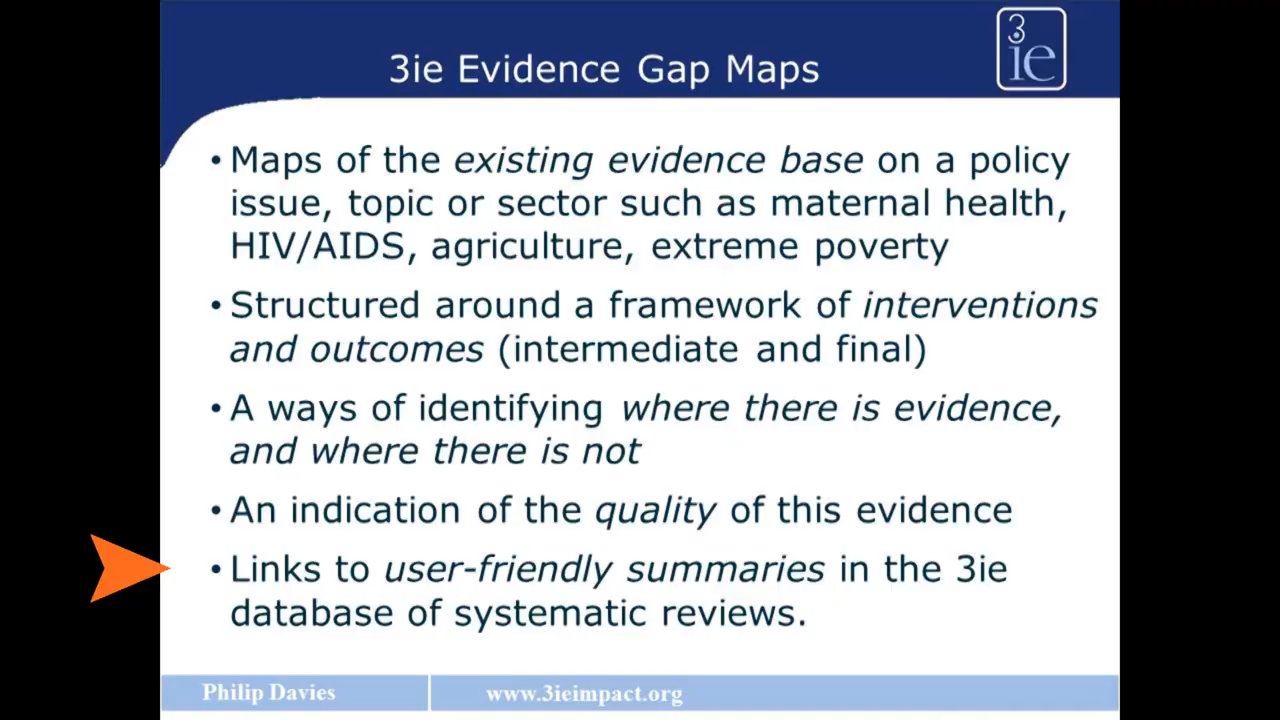 3ie Evidence Gap Maps
3
ie
• Maps of the existing evidence base on a policy
issue, topic or sector such as maternal health,
HIV/AIDS, agriculture, extreme poverty
• Structured around a framework of interventions
and outcomes (intermediate and final)
• A ways of identifying where there is evidence,
and where there is not
• An indication of the quality of this evidence
• Links to user-friendly summaries in the 3ie
database of systematic reviews.
Philip Davies
www.3ieimpact.org